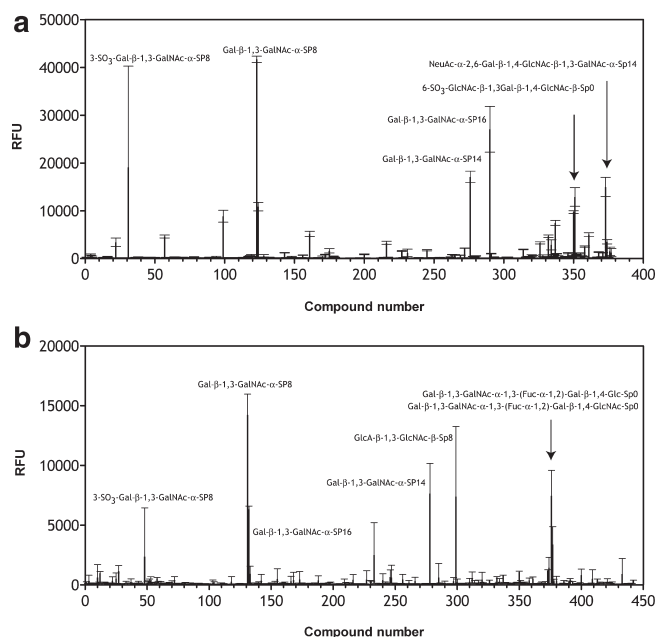 a
50000
40000
30000
20000
10000
0
RFU
3-SO3-Gal-β-1,3-GalNAc-α-SP8
Gal-β-1,3-GalNAc-α-SP8
NeuAc-α-2,6-Gal-β-1,4-GlcNAc-β-1,3-GalNAc-α-Sp14
6-SO3-GlcNAc-β-1,3Gal-β-1,4-GlcNAc-β-Sp0
Gal-β-1,3-GalNAc-α-SP16
Gal-β-1,3-GalNAc-α-SP14
0 50 100 150 200 250 300 350 400
Compound number
b
20000
15000
10000
5000
0
RFU
Gal-β-1,3-GalNAc-α-SP8
Gal-β-1,3-GalNAc-α-1,3-(Fuc-α-1,2)-Gal-β-1,4-Glc-Sp0
Gal-β-1,3-GalNAc-α-1,3-(Fuc-α-1,2)-Gal-β-1,4-GlcNAc-Sp0
GlcA-β-1,3-GlcNAc-β-Sp8
Gal-β-1,3-GalNAc-α-SP14
3-SO3-Gal-β-1,3-GalNAc-α-SP8
Gal-β-1,3-GalNAc-α-SP16
0 50 100 150 200 250 300 350 400 450
Compound number